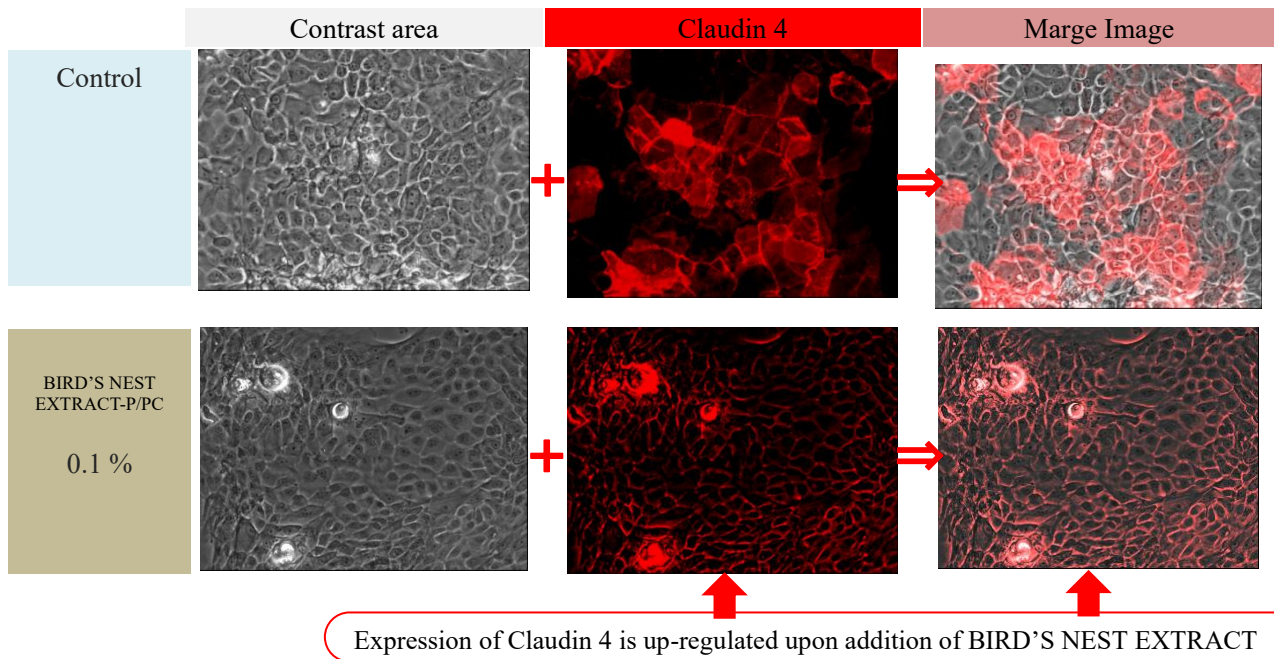 Contrast area
Claudin 4
Marge Image
Control
BIRD'S NEST
EXTRACT-P/PC
0.1 %
Expression of Claudin 4 is up-regulated upon addition of BIRD'S NEST EXTRACT